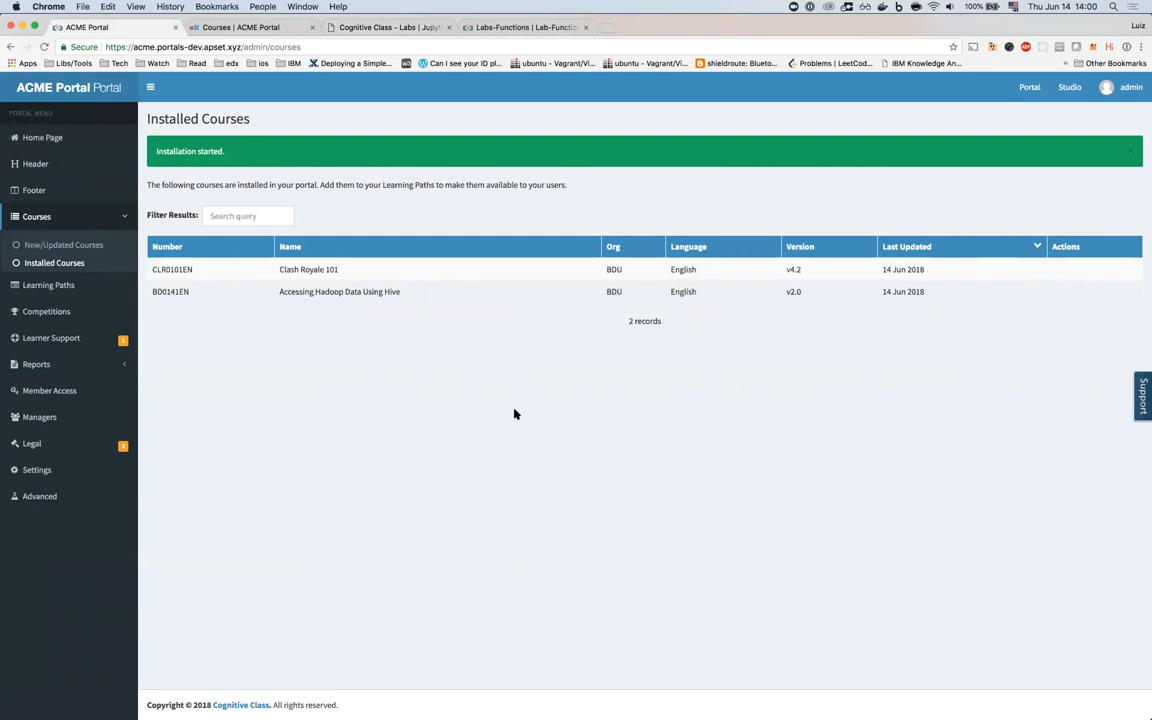 Chrome File Edit View History Bookmarks People Window Help 100% Thu Jun 14 14:00
ACME Portal Courses | ACME Portal Cognitive Class - Labs | Jupyt Labs-Functions | Lab-Functio Luiz
Secure https://acme.portals-dev.apset.xyz/admin/courses
Apps Libs/Tools Tech Watch Read edx ios IBM Deploying a Simple... Can I see your ID pl... ubuntu - Vagrant/Vi... ubuntu - Vagrant/Vi... shieldroute: Blueto... Problems | LeetCod... IBM Knowledge An... » Other Bookmarks
ACME Portal Portal Portal Studio admin
PORTAL MENU
Home Page
Header
Footer
Courses
New/Updated Courses
Installed Courses
Learning Paths
Competitions
Learner Support
Reports
Member Access
Managers
Legal
Settings
Advanced
Installed Courses
Installation started. ×
The following courses are installed in your portal. Add them to your Learning Paths to make them available to your users.
Filter Results: Search query
Number Name Org Language Version Last Updated Actions
CLR0101EN Clash Royale 101 BDU English v4.2 14 Jun 2018
BD0141EN Accessing Hadoop Data Using Hive BDU English v2.0 14 Jun 2018
2 records
Support
Copyright © 2018 Cognitive Class. All rights reserved.